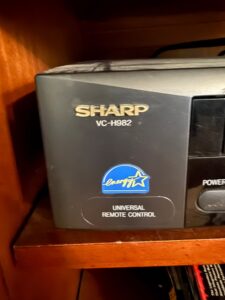 SHARP
VC-H982
energy
POWER
UNIVERSAL
REMOTE CONTROL